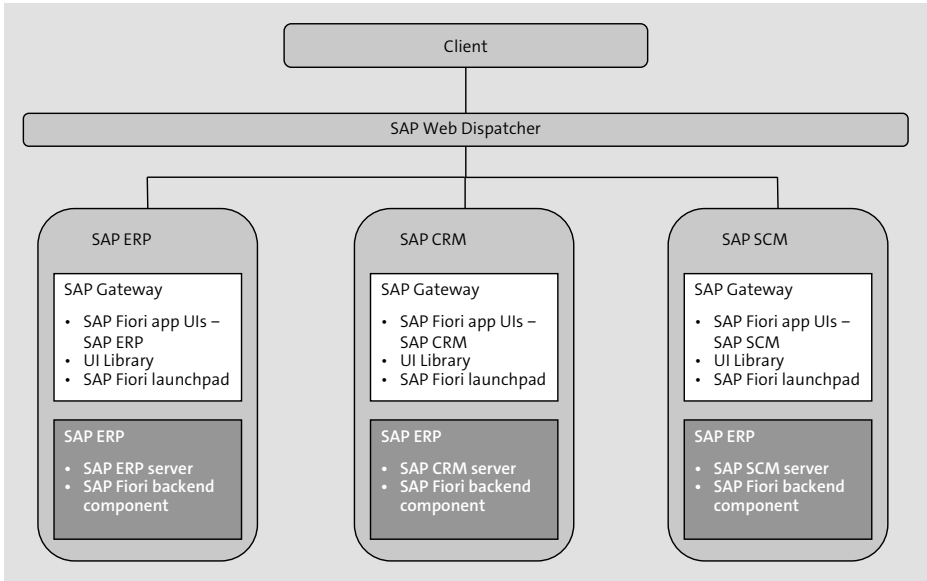 Client
SAP Web Dispatcher
SAP ERP
SAP Gateway
• SAP Fiori app UIs –
SAP ERP
• UI Library
• SAP Fiori launchpad
SAP ERP
• SAP ERP server
• SAP Fiori backend
component
SAP CRM
SAP Gateway
• SAP Fiori app UIs –
SAP CRM
• UI Library
• SAP Fiori launchpad
SAP ERP
• SAP CRM server
• SAP Fiori backend
component
SAP SCM
SAP Gateway
• SAP Fiori app UIs –
SAP SCM
• UI Library
• SAP Fiori launchpad
SAP ERP
• SAP SCM server
• SAP Fiori backend
component